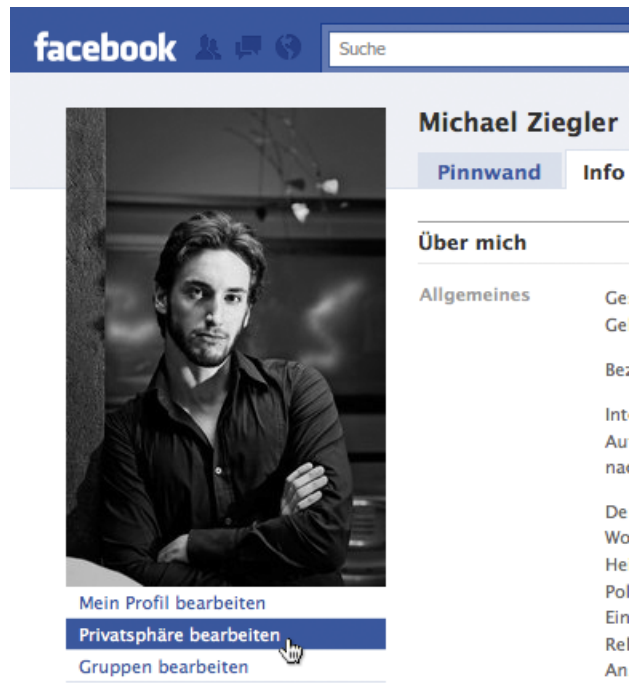 facebook
Suche
Michael Ziegler
Pinnwand Info
Über mich
Allgemeines
Mein Profil bearbeiten
Privatsphäre bearbeiten
Gruppen bearbeiten